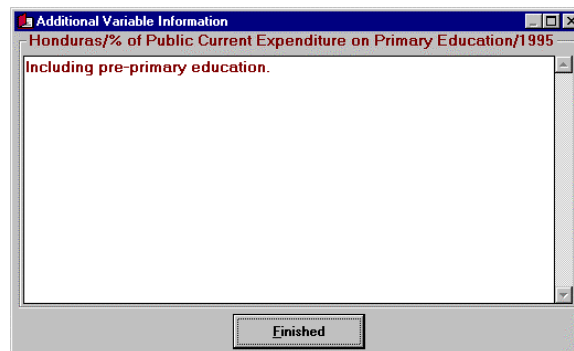 Additional Variable Information
Honduras/% of Public Current Expenditure on Primary Education/1995
Including pre-primary education.
Finished